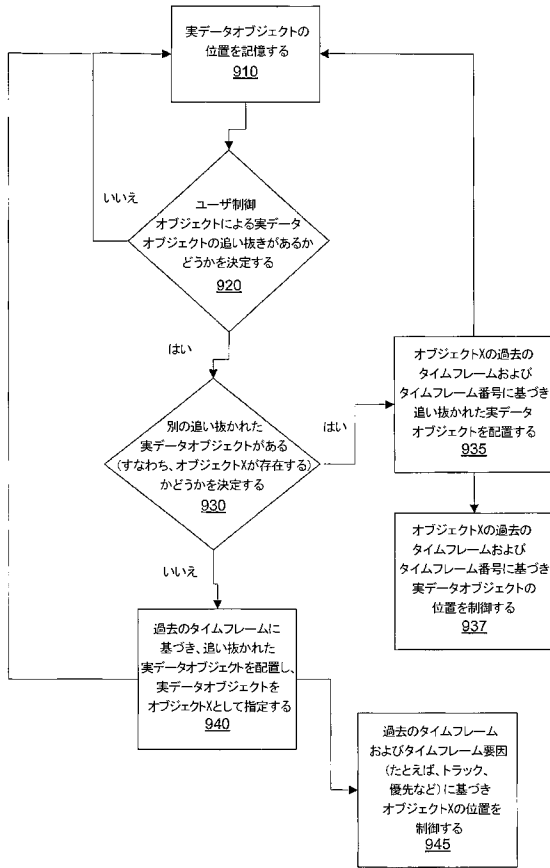 実データオブジェクトの
位置を記憶する
910
いいえ
ユーザ制御
オブジェクトによる実データ
オブジェクトの追い抜きがあるか
どうかを決定する
920
はい
別の追い抜かれた
実データオブジェクトがある
(すなわち、オブジェクトXが存在する)
かどうかを決定する
930
はい
オブジェクトXの過去の
タイムフレームおよび
タイムフレーム番号に基づき
追い抜かれた実データ
オブジェクトを配置する
935
オブジェクトXの過去の
タイムフレームおよび
タイムフレーム番号に基づき
実データオブジェクトの
位置を制御する
937
いいえ
過去のタイムフレームに
基づき、追い抜かれた
実データオブジェクトを配置し、
実データオブジェクトを
オブジェクトXとして指定する
940
過去のタイムフレーム
およびタイムフレーム要因
(たとえば、トラック、
優先など)に基づき
オブジェクトXの位置を
制御する
945